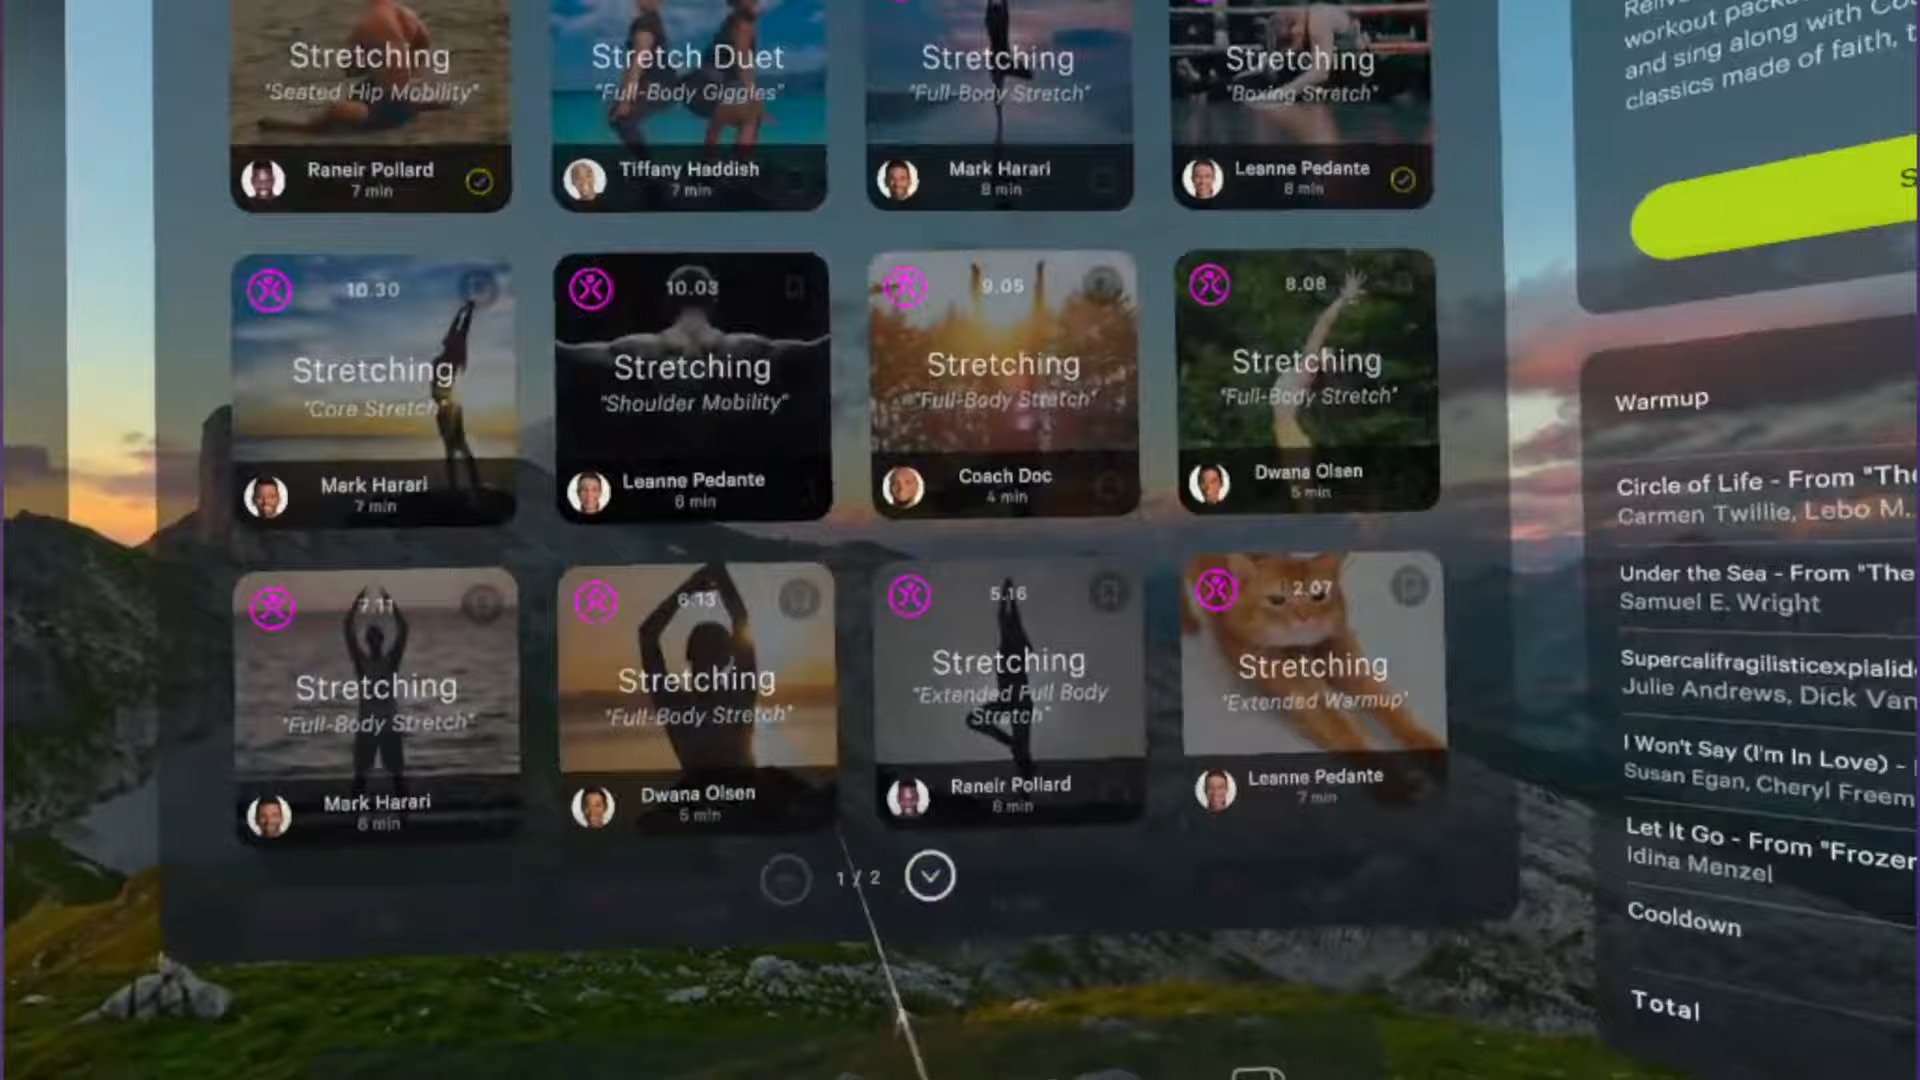 Stretching
"Seated Hip Mobility"
Raneir Pollard
7 min
Stretch Duet
"Full-Body Giggles"
Tiffany Haddish
7 min
Stretching
"Full-Body Stretch"
Mark Harari
8 min
Stretching
"Boxing Stretch"
Leanne Pedante
8 min
10.30
Stretching
"Core Stretch"
Mark Harari
7 min
10.03
Stretching
"Shoulder Mobility"
Leanne Pedante
6 min
9.05
Stretching
"Full-Body Stretch"
Coach Doc
4 min
8.08
Stretching
"Full-Body Stretch"
Dwana Olsen
5 min
7.11
Stretching
"Full-Body Stretch"
Mark Harari
6 min
6.13
Stretching
"Full-Body Stretch"
Dwana Olsen
5 min
5.16
Stretching
"Extended Full Body
Stretch"
Raneir Pollard
8 min
2.07
Stretching
"Extended Warmup"
Leanne Pedante
7 min
1 / 2
workout
and sing along with
classics made of faith,
S
Warmup
Circle of Life - From "The
Carmen Twillie, Lebo M.
Under the Sea - From "The
Samuel E. Wright
Supercalifragilisticexpialid
Julie Andrews, Dick Van
I Won't Say (I'm In Love) -
Susan Egan, Cheryl Freem
Let It Go - From "Frozen
Idina Menzel
Cooldown
Total